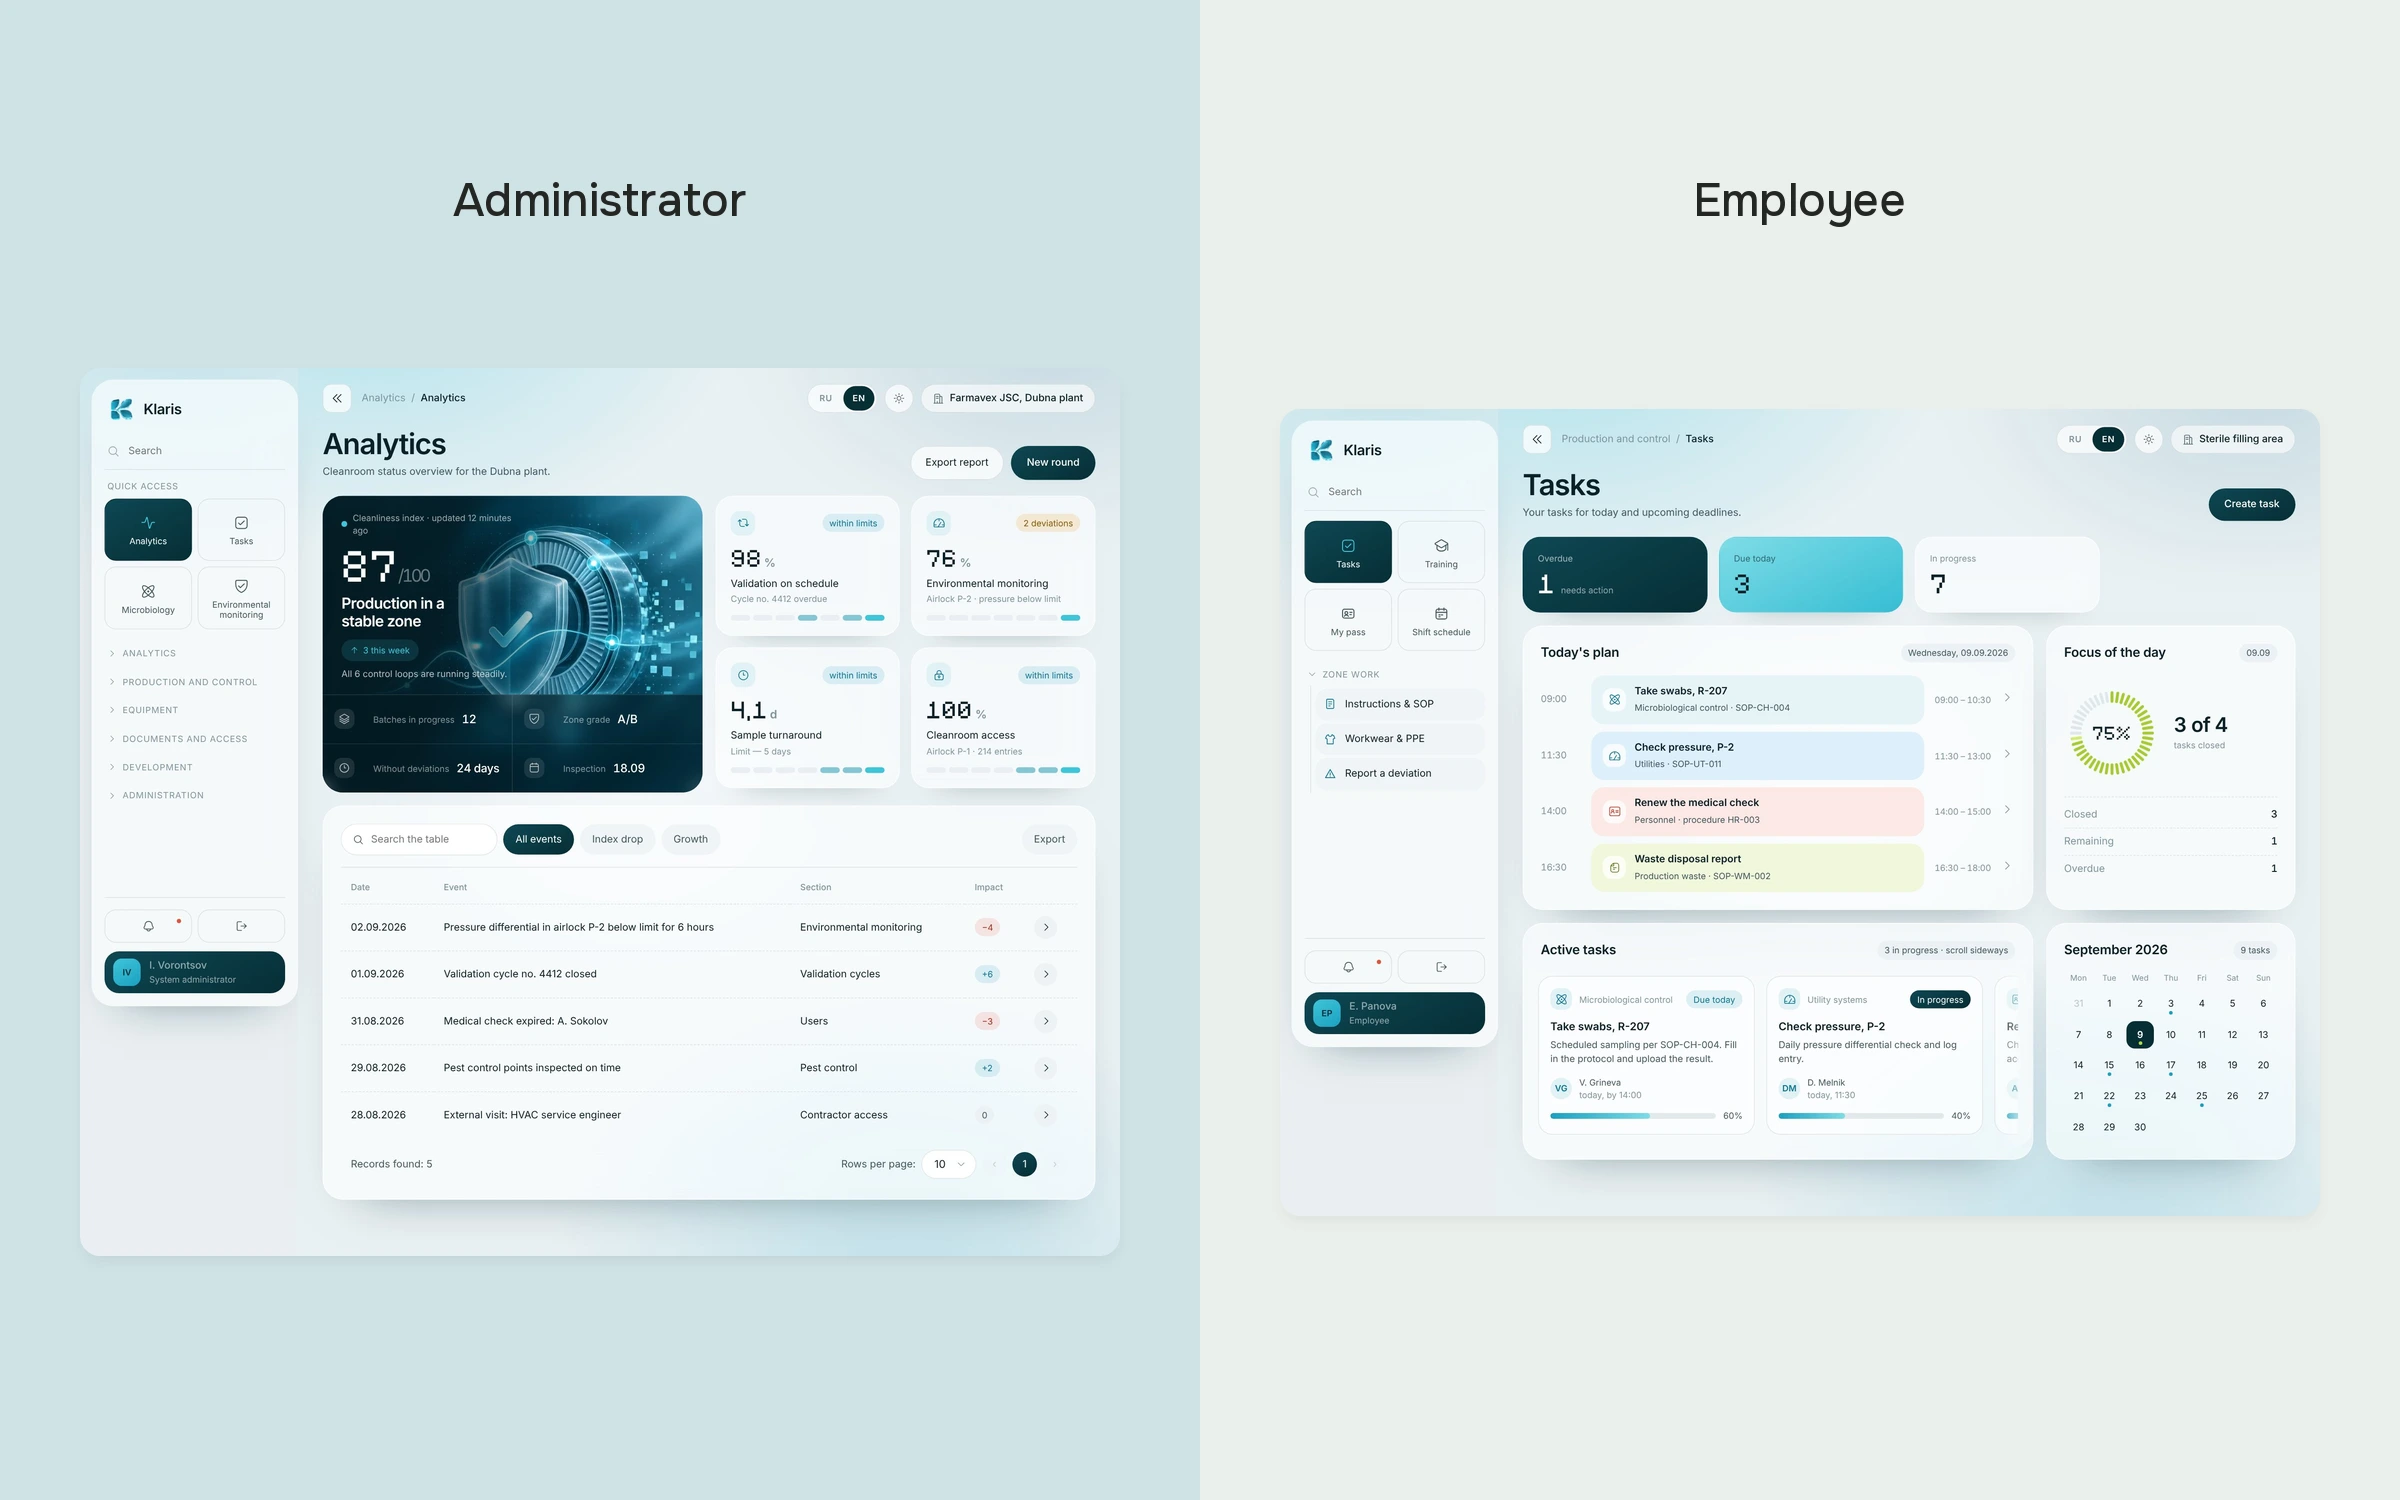 Administrator
Klaris
Search
QUICK ACCESS
Analytics
Tasks
Microbiology
Environmental
monitoring
ANALYTICS
PRODUCTION AND CONTROL
EQUIPMENT
DOCUMENTS AND ACCESS
DEVELOPMENT
ADMINISTRATION
IV
I. Vorontsov
System administrator
Analytics / Analytics
RU EN
Farmavex JSC, Dubna plant
Analytics
Cleanroom status overview for the Dubna plant.
Export report
New round
Cleanliness index · updated 12 minutes
ago
87 /100
Production in a
stable zone
↑ 3 this week
All 6 control loops are running steadily.
Batches in progress 12
Zone grade A/B
Without deviations 24 days
Inspection 18.09
within limits
98 %
Validation on schedule
Cycle no. 4412 overdue
2 deviations
76 %
Environmental monitoring
Airlock P-2 · pressure below limit
within limits
4,1 d
Sample turnaround
Limit — 5 days
within limits
100 %
Cleanroom access
Airlock P-1 · 214 entries
Search the table
All events
Index drop
Growth
Export
Date Event Section Impact
02.09.2026 Pressure differential in airlock P-2 below limit for 6 hours Environmental monitoring −4
01.09.2026 Validation cycle no. 4412 closed Validation cycles +6
31.08.2026 Medical check expired: A. Sokolov Users −3
29.08.2026 Pest control points inspected on time Pest control +2
28.08.2026 External visit: HVAC service engineer Contractor access 0
Records found: 5
Rows per page: 10
1
Employee
Klaris
Search
Tasks
Training
My pass
Shift schedule
ZONE WORK
Instructions & SOP
Workwear & PPE
Report a deviation
EP
E. Panova
Employee
Production and control / Tasks
RU EN
Sterile filling area
Tasks
Your tasks for today and upcoming deadlines.
Create task
Overdue
1 needs action
Due today
3
In progress
7
Today's plan
Wednesday, 09.09.2026
09:00
Take swabs, R-207
Microbiological control · SOP-CH-004
09:00 – 10:30
11:30
Check pressure, P-2
Utilities · SOP-UT-011
11:30 – 13:00
14:00
Renew the medical check
Personnel · procedure HR-003
14:00 – 15:00
16:30
Waste disposal report
Production waste · SOP-WM-002
16:30 – 18:00
Focus of the day
09.09
75%
3 of 4
tasks closed
Closed 3
Remaining 1
Overdue 1
Active tasks
3 in progress · scroll sideways
Microbiological control
Due today
Take swabs, R-207
Scheduled sampling per SOP-CH-004. Fill
in the protocol and upload the result.
VG
V. Grineva
today, by 14:00
60%
Utility systems
In progress
Check pressure, P-2
Daily pressure differential check and log
entry.
DM
D. Melnik
today, 11:30
40%
Re
Ch
ac
A
September 2026
9 tasks
Mon Tue Wed Thu Fri Sat Sun
31 1 2 3 4 5 6
7 8 9 10 11 12 13
14 15 16 17 18 19 20
21 22 23 24 25 26 27
28 29 30